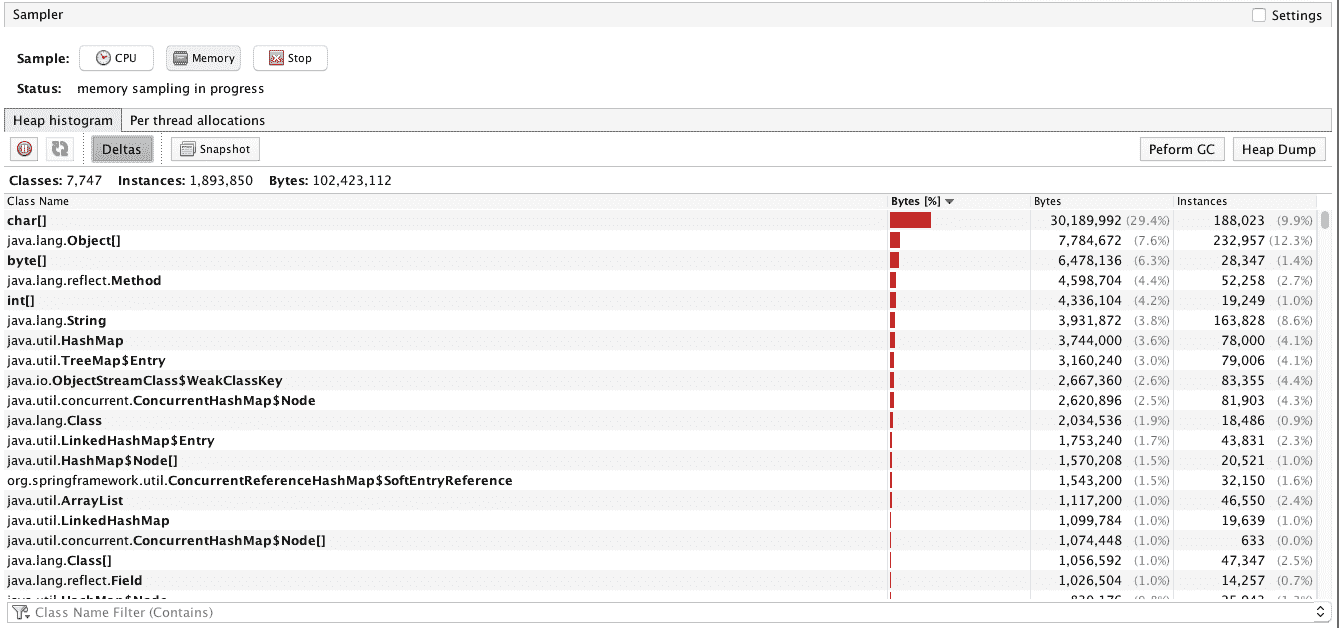 Sampler Settings
Sample: CPU Memory Stop
Status: memory sampling in progress
Heap histogram Per thread allocations
Deltas Snapshot Peform GC Heap Dump
Classes: 7,747 Instances: 1,893,850 Bytes: 102,423,112
Class Name Bytes [%] Bytes Instances
char[] 30,189,992 (29.4%) 188,023 (9.9%)
java.lang.Object[] 7,784,672 (7.6%) 232,957 (12.3%)
byte[] 6,478,136 (6.3%) 28,347 (1.4%)
java.lang.reflect.Method 4,598,704 (4.4%) 52,258 (2.7%)
int[] 4,336,104 (4.2%) 19,249 (1.0%)
java.lang.String 3,931,872 (3.8%) 163,828 (8.6%)
java.util.HashMap 3,744,000 (3.6%) 78,000 (4.1%)
java.util.TreeMap$Entry 3,160,240 (3.0%) 79,006 (4.1%)
java.io.ObjectStreamClass$WeakClassKey 2,667,360 (2.6%) 83,355 (4.4%)
java.util.concurrent.ConcurrentHashMap$Node 2,620,896 (2.5%) 81,903 (4.3%)
java.lang.Class 2,034,536 (1.9%) 18,486 (0.9%)
java.util.LinkedHashMap$Entry 1,753,240 (1.7%) 43,831 (2.3%)
java.util.HashMap$Node[] 1,570,208 (1.5%) 20,521 (1.0%)
org.springframework.util.ConcurrentReferenceHashMap$SoftEntryReference 1,543,200 (1.5%) 32,150 (1.6%)
java.util.ArrayList 1,117,200 (1.0%) 46,550 (2.4%)
java.util.LinkedHashMap 1,099,784 (1.0%) 19,639 (1.0%)
java.util.concurrent.ConcurrentHashMap$Node[] 1,074,448 (1.0%) 633 (0.0%)
java.lang.Class[] 1,056,592 (1.0%) 47,347 (2.5%)
java.lang.reflect.Field 1,026,504 (1.0%) 14,257 (0.7%)
java.util.HashMap$Node
Class Name Filter (Contains)